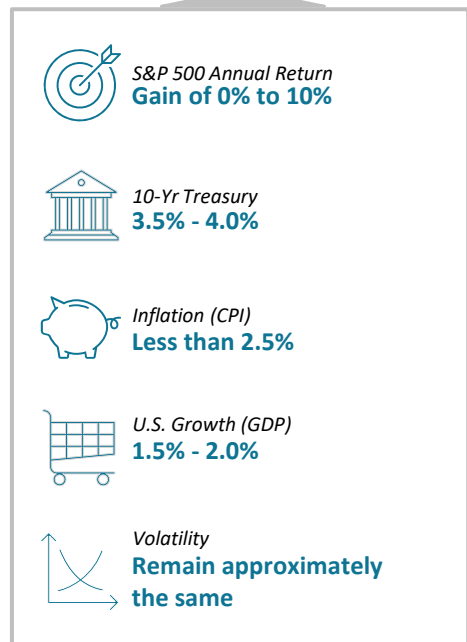 S&P 500 Annual Return
Gain of 0% to 10%
10-Yr Treasury
3.5% - 4.0%
Inflation (CPI)
Less than 2.5%
U.S. Growth (GDP)
1.5% - 2.0%
Volatility
Remain approximately
the same